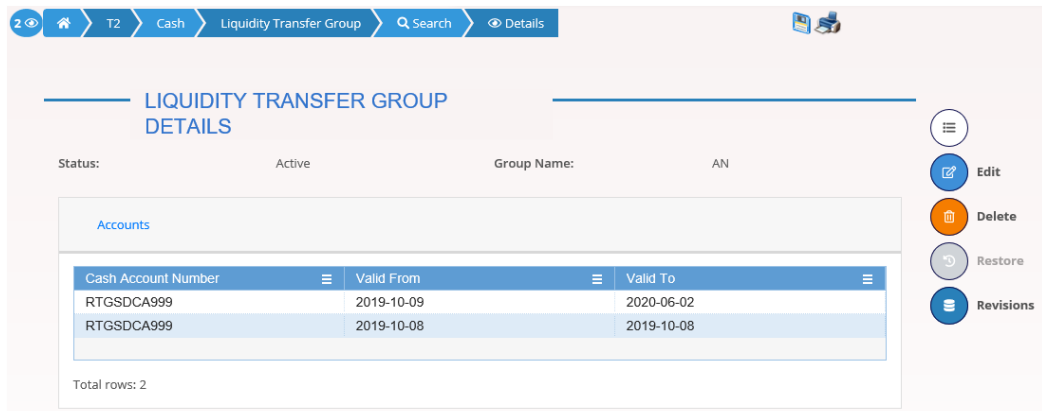 2 T2 Cash Liquidity Transfer Group Search Details
LIQUIDITY TRANSFER GROUP
DETAILS
Status: Active Group Name: AN
Edit
Delete
Restore
Revisions
Accounts
Cash Account Number Valid From Valid To
RTGSDCA999 2019-10-09 2020-06-02
RTGSDCA999 2019-10-08 2019-10-08
Total rows: 2